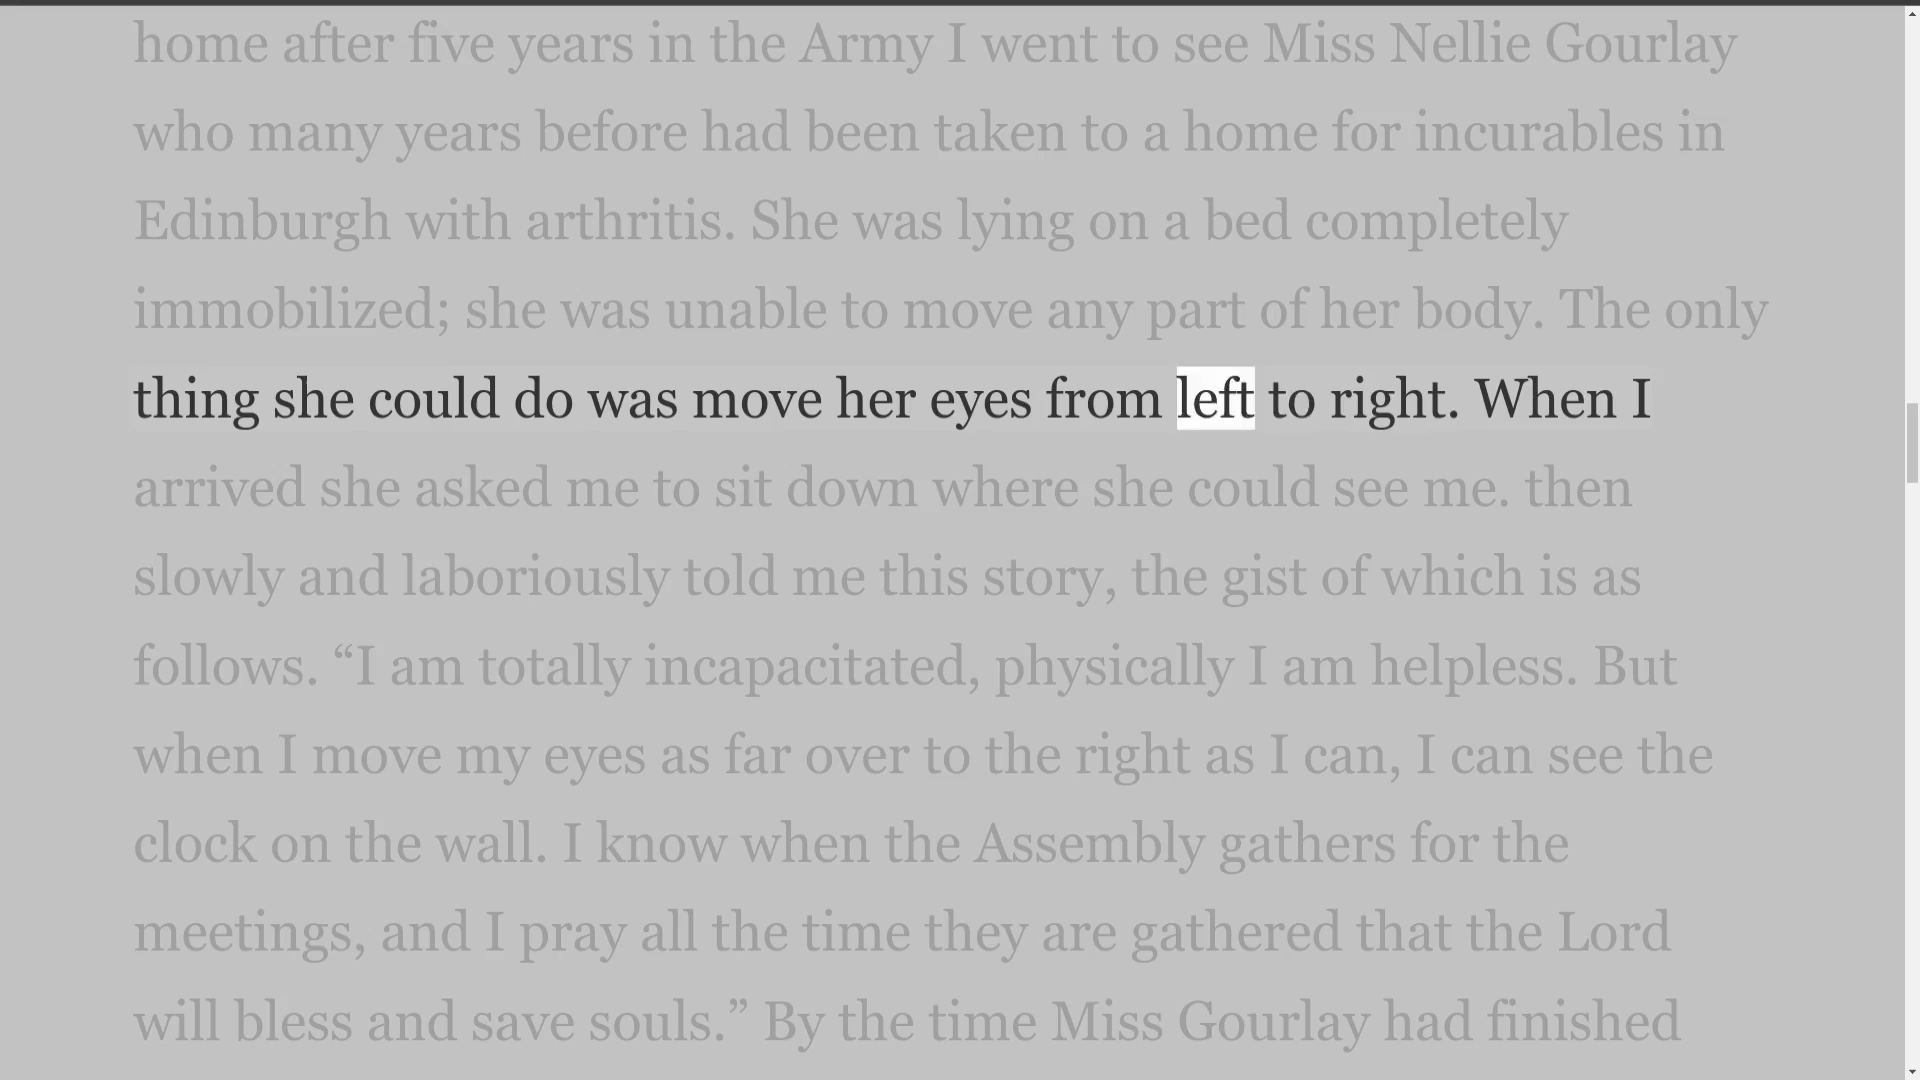 home after five years in the Army I went to see Miss Nellie Gourlay
who many years before had been taken to a home for incurables in
Edinburgh with arthritis. She was lying on a bed completely
immobilized; she was unable to move any part of her body. The only
thing she could do was move her eyes from left to right. When I
arrived she asked me to sit down where she could see me. then
slowly and laboriously told me this story, the gist of which is as
follows. “I am totally incapacitated, physically I am helpless. But
when I move my eyes as far over to the right as I can, I can see the
clock on the wall. I know when the Assembly gathers for the
meetings, and I pray all the time they are gathered that the Lord
will bless and save souls.” By the time Miss Gourlay had finished